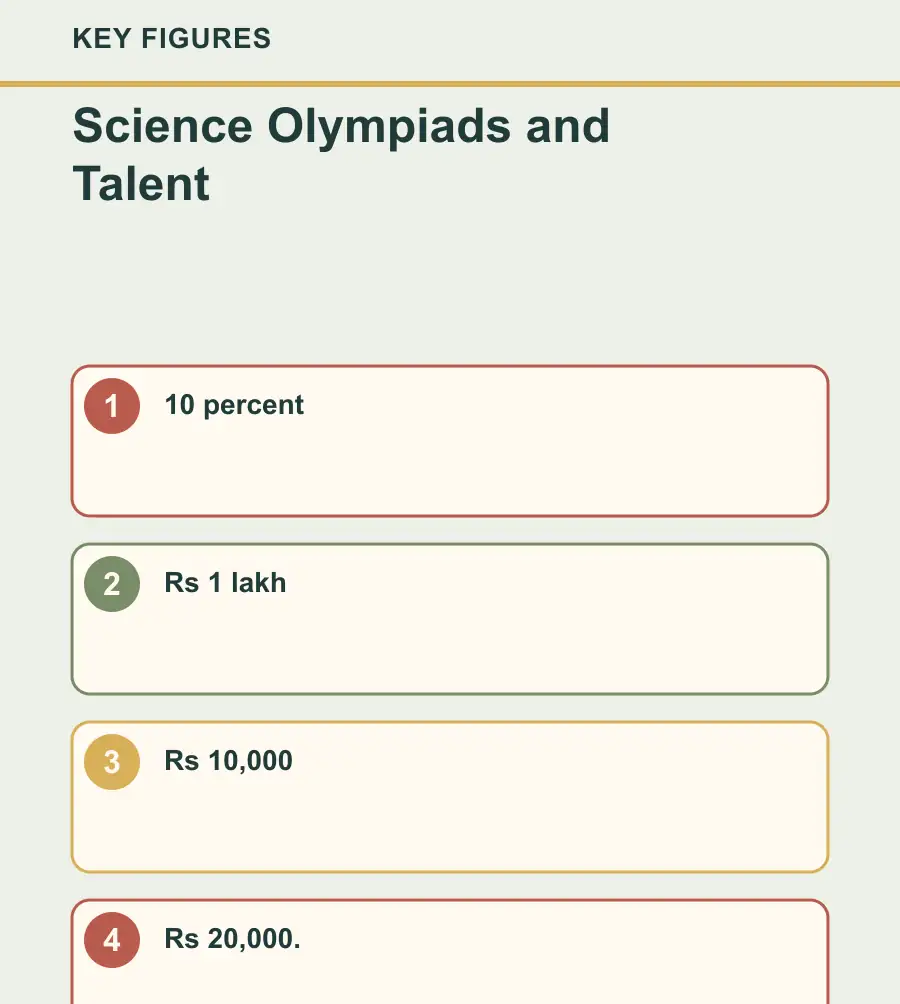 KEY FIGURES
Science Olympiads and
Talent
1
10 percent
2
Rs 1 lakh
3
Rs 10,000
4
Rs 20,000.